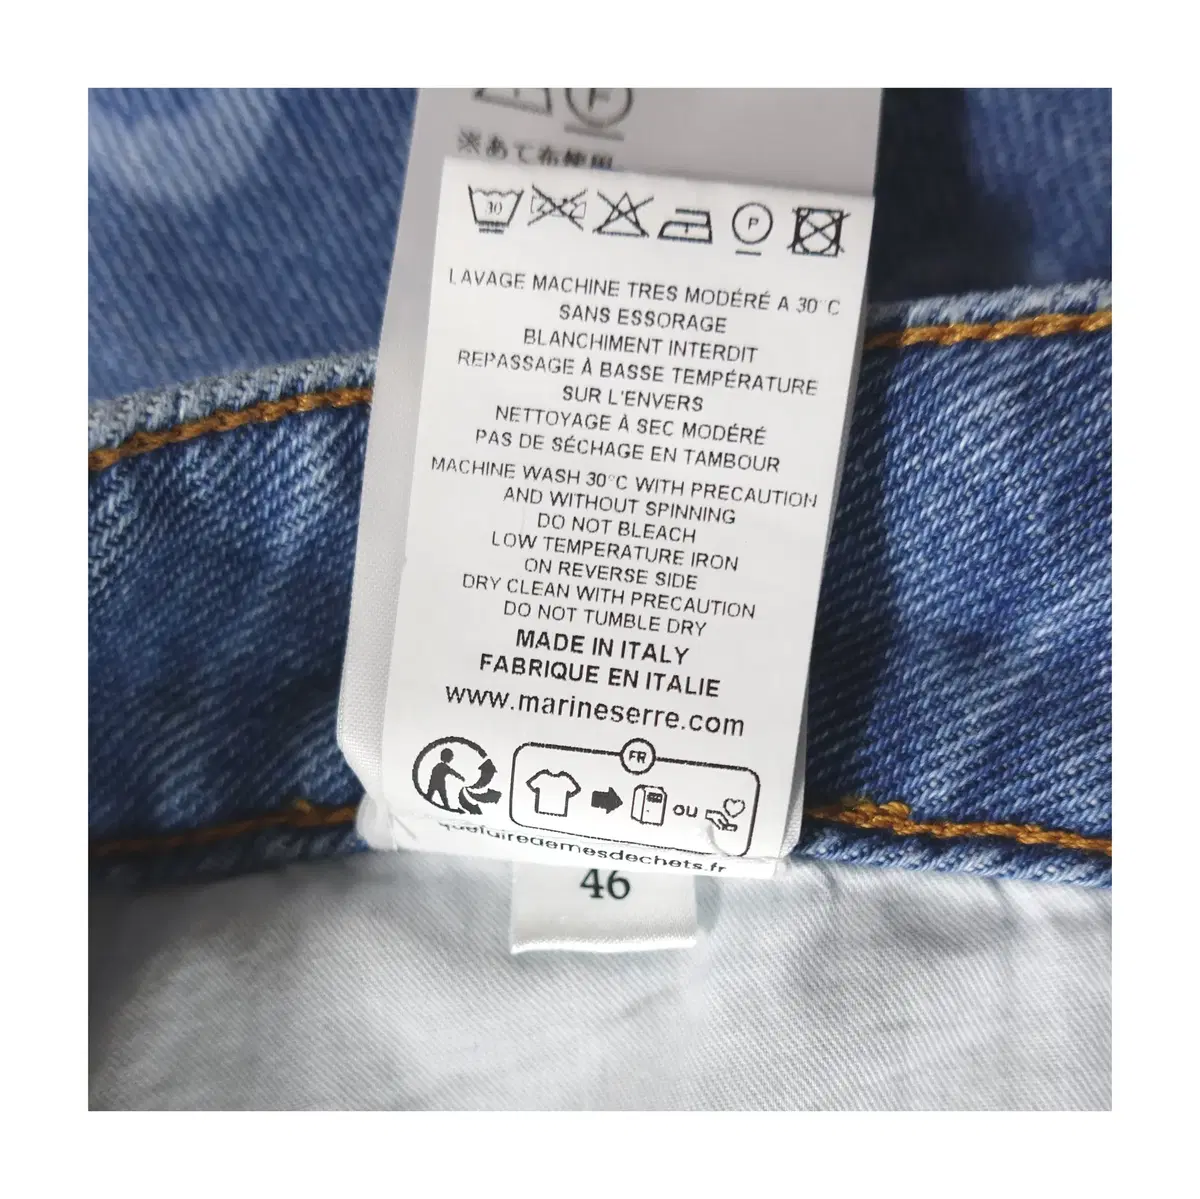 F
※あて布使用
30
P
LAVAGE MACHINE TRES MODÉRÉ A 30°C
SANS ESSORAGE
BLANCHIMENT INTERDIT
REPASSAGE À BASSE TEMPÉRATURE
SUR L'ENVERS
NETTOYAGE À SEC MODÉRÉ
PAS DE SÉCHAGE EN TAMBOUR
MACHINE WASH 30°C WITH PRECAUTION
AND WITHOUT SPINNING
DO NOT BLEACH
LOW TEMPERATURE IRON
ON REVERSE SIDE
DRY CLEAN WITH PRECAUTION
DO NOT TUMBLE DRY
MADE IN ITALY
FABRIQUE EN ITALIE
www.marineserre.com
FR
ou
quefairedemesdechets.fr
46